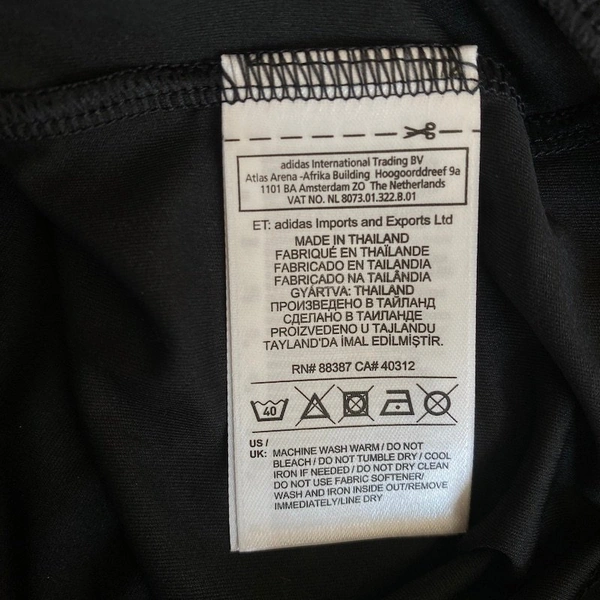 adidas International Trading BV
Atlas Arena -Afrika Building Hoogoorddreef 9a
1101 BA Amsterdam ZO The Netherlands
VAT NO. NL 8073.01.322.B.01
ET: adidas Imports and Exports Ltd
MADE IN THAILAND
FABRIQUÉ EN THAÏLANDE
FABRICADO EN TAILANDIA
FABRICADO NA TAILÂNDIA
GYÁRTVA: THAILAND
ПРОИЗВЕДЕНО В ТАЙЛАНД
СДЕЛАНО В ТАИЛАНДЕ
PROIZVEDENO U TAJLANDU
TAYLAND'DA İMAL EDİLMİŞTİR.
RN# 88387 CA# 40312
40
US /
UK: MACHINE WASH WARM / DO NOT
BLEACH / DO NOT TUMBLE DRY / COOL
IRON IF NEEDED / DO NOT DRY CLEAN
DO NOT USE FABRIC SOFTENER/
WASH AND IRON INSIDE OUT/REMOVE
IMMEDIATELY/LINE DRY